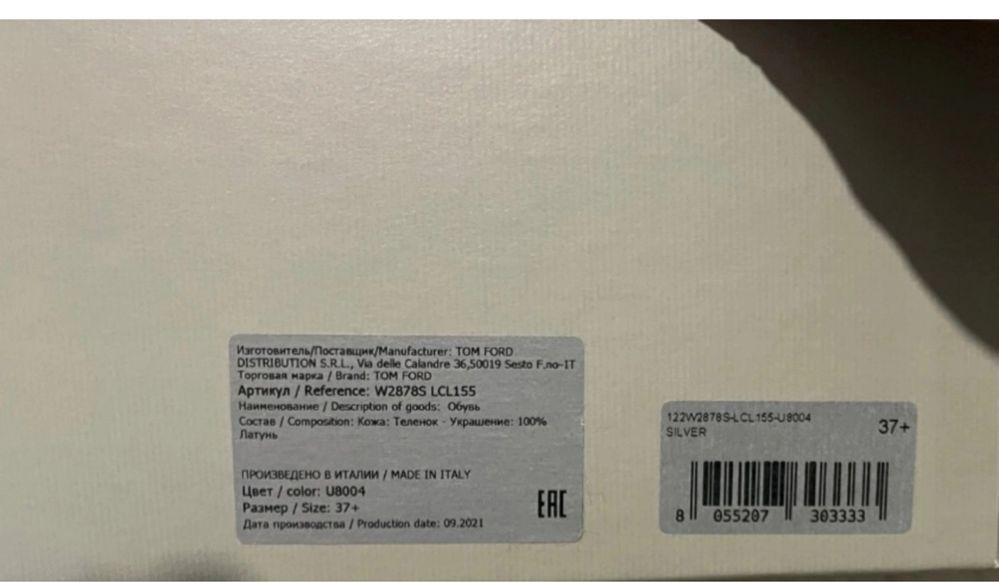 Изготовитель/Поставщик/Manufacturer: TOM FORD
DISTRIBUTION S.R.L., Via delle Calandre 36,50019 Sesto F.no-IT
Торговая марка / Brand: TOM FORD
Артикул / Reference: W2878S LCL155
Наименование / Description of goods: Обувь
Состав / Composition: Кожа: Теленок - Украшение: 100%
Латунь
ПРОИЗВЕДЕНО В ИТАЛИИ / MADE IN ITALY
Цвет / color: U8004
Размер / Size: 37+
Дата производства / Production date: 09.2021
EAC
122W2878S-LCL155-U8004
SILVER
37+
8 055207 303333